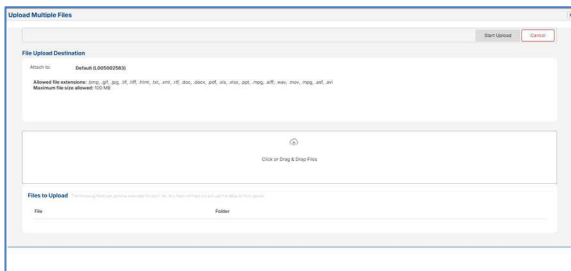 Upload Multiple Files
Start Upload Cancel
File Upload Destination
Attach to: Default (L005002583)
Allowed file extensions: .bmp, .gif, .jpg, .tif, .tiff, .html, .txt, .xml, .rtf, .doc, .docx, .pdf, .xls, .xlsx, .ppt, .mpg, .aiff, .wav, .mov, .mpg, .asf, .avi
Maximum file size allowed: 100 MB
Click or Drag & Drop Files
Files to Upload
File Folder